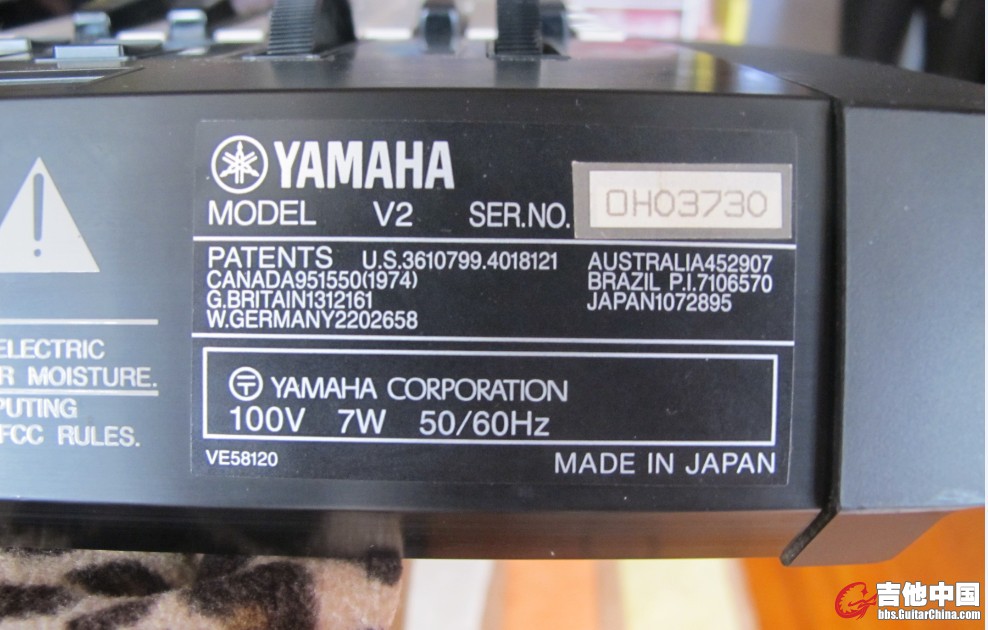 YAMAHA
MODEL V2 SER.NO. 0H03730
PATENTS U.S.3610799.4018121 AUSTRALIA452907
CANADA951550(1974) BRAZIL P.I.7106570
G.BRITAIN1312161 JAPAN1072895
W.GERMANY2202658
YAMAHA CORPORATION
100V 7W 50/60Hz
VE58120 MADE IN JAPAN
ELECTRIC
R MOISTURE.
PUTING
FCC RULES.
吉他中国
bbs.GuitarChina.com